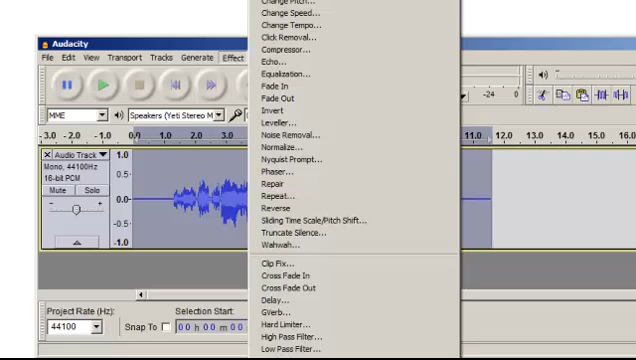 Change Pitch...
Change Speed...
Audacity
Change Tempo...
Click Removal...
File Edit View Transport Tracks Generate Effect
Compressor...
Echo...
Equalization...
Fade In
-24 0
Fade Out
MME
Speakers (Yeti Stereo M
Invert
Leveller...
-3.0 -2.0 -1.0 0.0 1.0 2.0 3.0
Noise Removal...
11.0 12.0 13.0 14.0 15.0 16.0
Normalize...
Audio Track
1.0
Nyquist Prompt...
Mono, 44100Hz
16-bit PCM
0.5
Phaser...
Mute Solo
Repair
Repeat...
0.0
- +
Reverse
Sliding Time Scale/Pitch Shift...
-0.5
Truncate Silence...
-1.0
Wahwah...
Clip Fix...
Cross Fade In
Cross Fade Out
Delay...
Project Rate (Hz):
Selection Start:
GVerb...
44100
Snap To
00 h 00 m 00
Hard Limiter...
High Pass Filter...
Low Pass Filter...